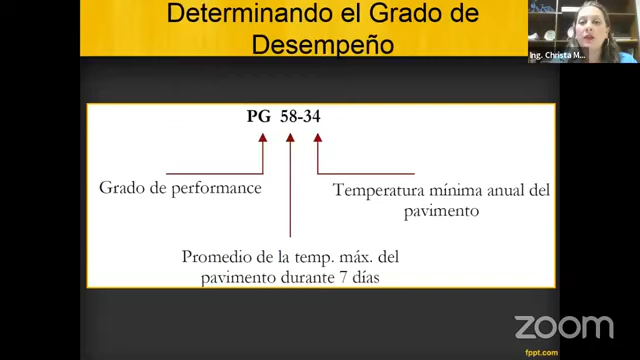 Determinando el Grado de
Desempeño
Ing. Christa M...
PG 58-34
Grado de performance
Temperatura mínima anual del
pavimento
Promedio de la temp. máx. del
pavimento durante 7 días
zoom
fppt.com